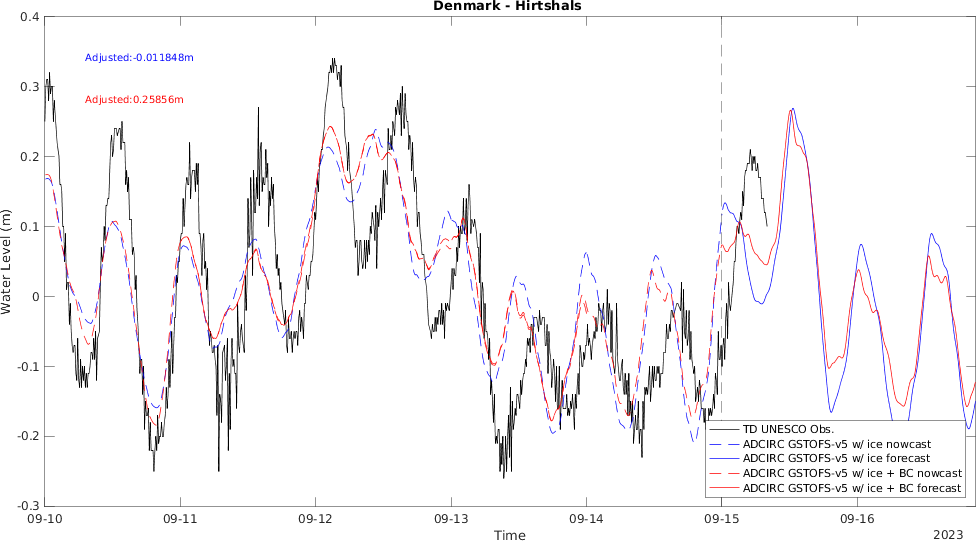 Denmark - Hirtshals
Adjusted:-0.011848m
Adjusted:0.25856m
Water Level (m)
0.4
0.3
0.2
0.1
0
-0.1
-0.2
-0.3
09-10
09-11
09-12
09-13
09-14
09-15
09-16
Time
2023
TD UNESCO Obs.
ADCIRC GSTOFS-v5 w/ ice nowcast
ADCIRC GSTOFS-v5 w/ ice forecast
ADCIRC GSTOFS-v5 w/ ice + BC nowcast
ADCIRC GSTOFS-v5 w/ ice + BC forecast